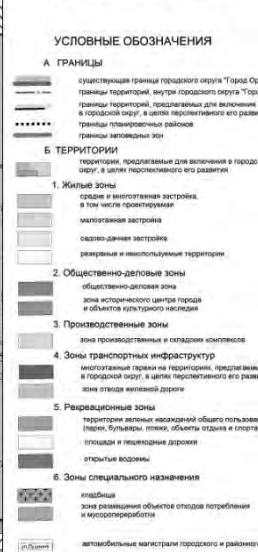 УСЛОВНЫЕ ОБОЗНАЧЕНИЯ
А ГРАНИЦЫ
существующая граница городского округа "Город Ор
границы территорий, внутри городского округа "Горо
границы территорий, предлагаемых для включения
в городской округ, в целях перспективного его разви
границы планировочных районов
границы заповедных зон
Б ТЕРРИТОРИИ
территории, предлагаемые для включения в городско
округ, в целях перспективного его развития
1. Жилые зоны
средне и многоэтажная застройка,
в том числе проектируемая
малоэтажная застройка
садово-дачная застройка
резервные и неиспользуемые территории
2. Общественно-деловые зоны
общественно-деловая зона
зона исторического центра города
и объектов культурного наследия
3. Производственные зоны
зона производственных и складских комплексов
4. Зоны транспортных инфраструктур
многоэтажные гаражи на территориях, предлагаемы
в городской округ, в целях перспективного его разви
зона отвода железной дороги
5. Рекреационные зоны
территории зеленых насаждений общего пользован
(парки, бульвары, пляжи, объекты отдыха и спорта
площади и пешеходные дорожки
открытые водоемы
6. Зоны специального назначения
кладбища
зона размещения объектов отходов потребления
и мусоропереработки
автомобильные магистрали городского и районного